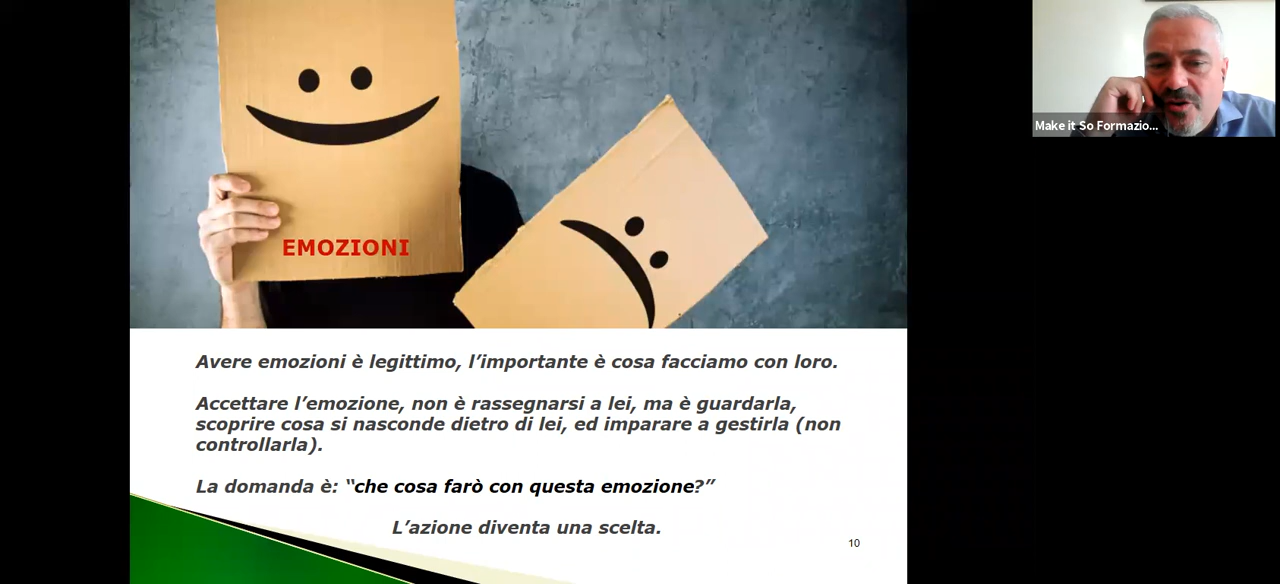 EMOZIONI
Avere emozioni è legittimo, l’importante è cosa facciamo con loro.
Accettare l’emozione, non è rassegnarsi a lei, ma è guardarla,
scoprire cosa si nasconde dietro di lei, ed imparare a gestirla (non
controllarla).
La domanda è: “che cosa farò con questa emozione?”
L’azione diventa una scelta.
10
Make it So Formazio...